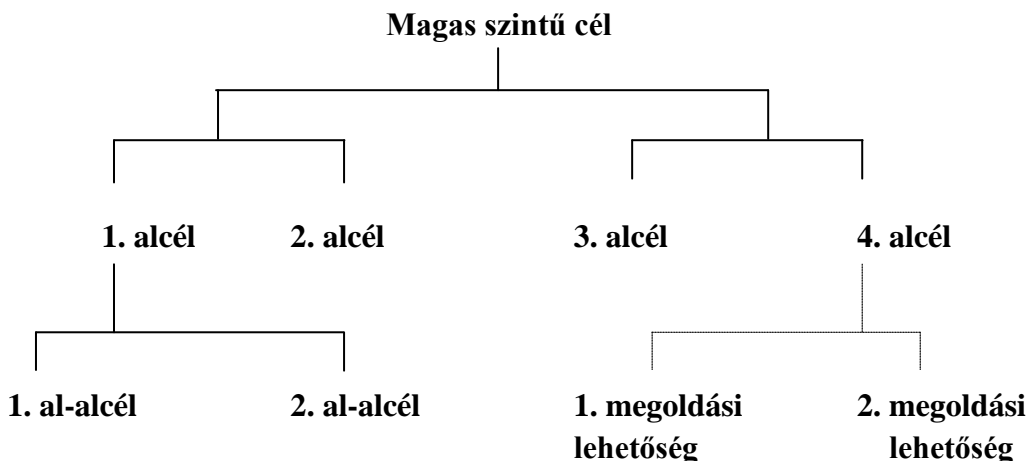 Magas szintű cél
1. alcél 2. alcél 3. alcél 4. alcél
1. al-alcél 2. al-alcél 1. megoldási 2. megoldási
lehetőség lehetőség